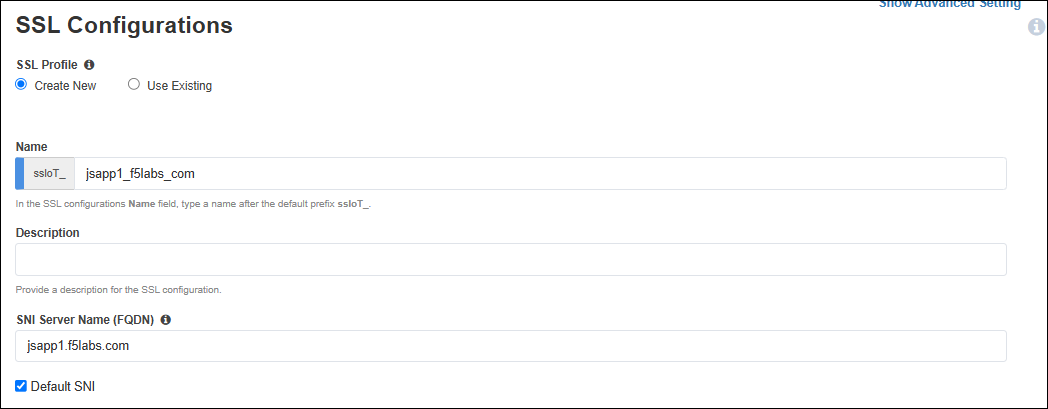 Show Advanced Setting
SSL Configurations
SSL Profile
Create New Use Existing
Name
ssloT_ jsapp1_f5labs_com
In the SSL configurations Name field, type a name after the default prefix ssloT_.
Description
Provide a description for the SSL configuration.
SNI Server Name (FQDN)
jsapp1.f5labs.com
Default SNI